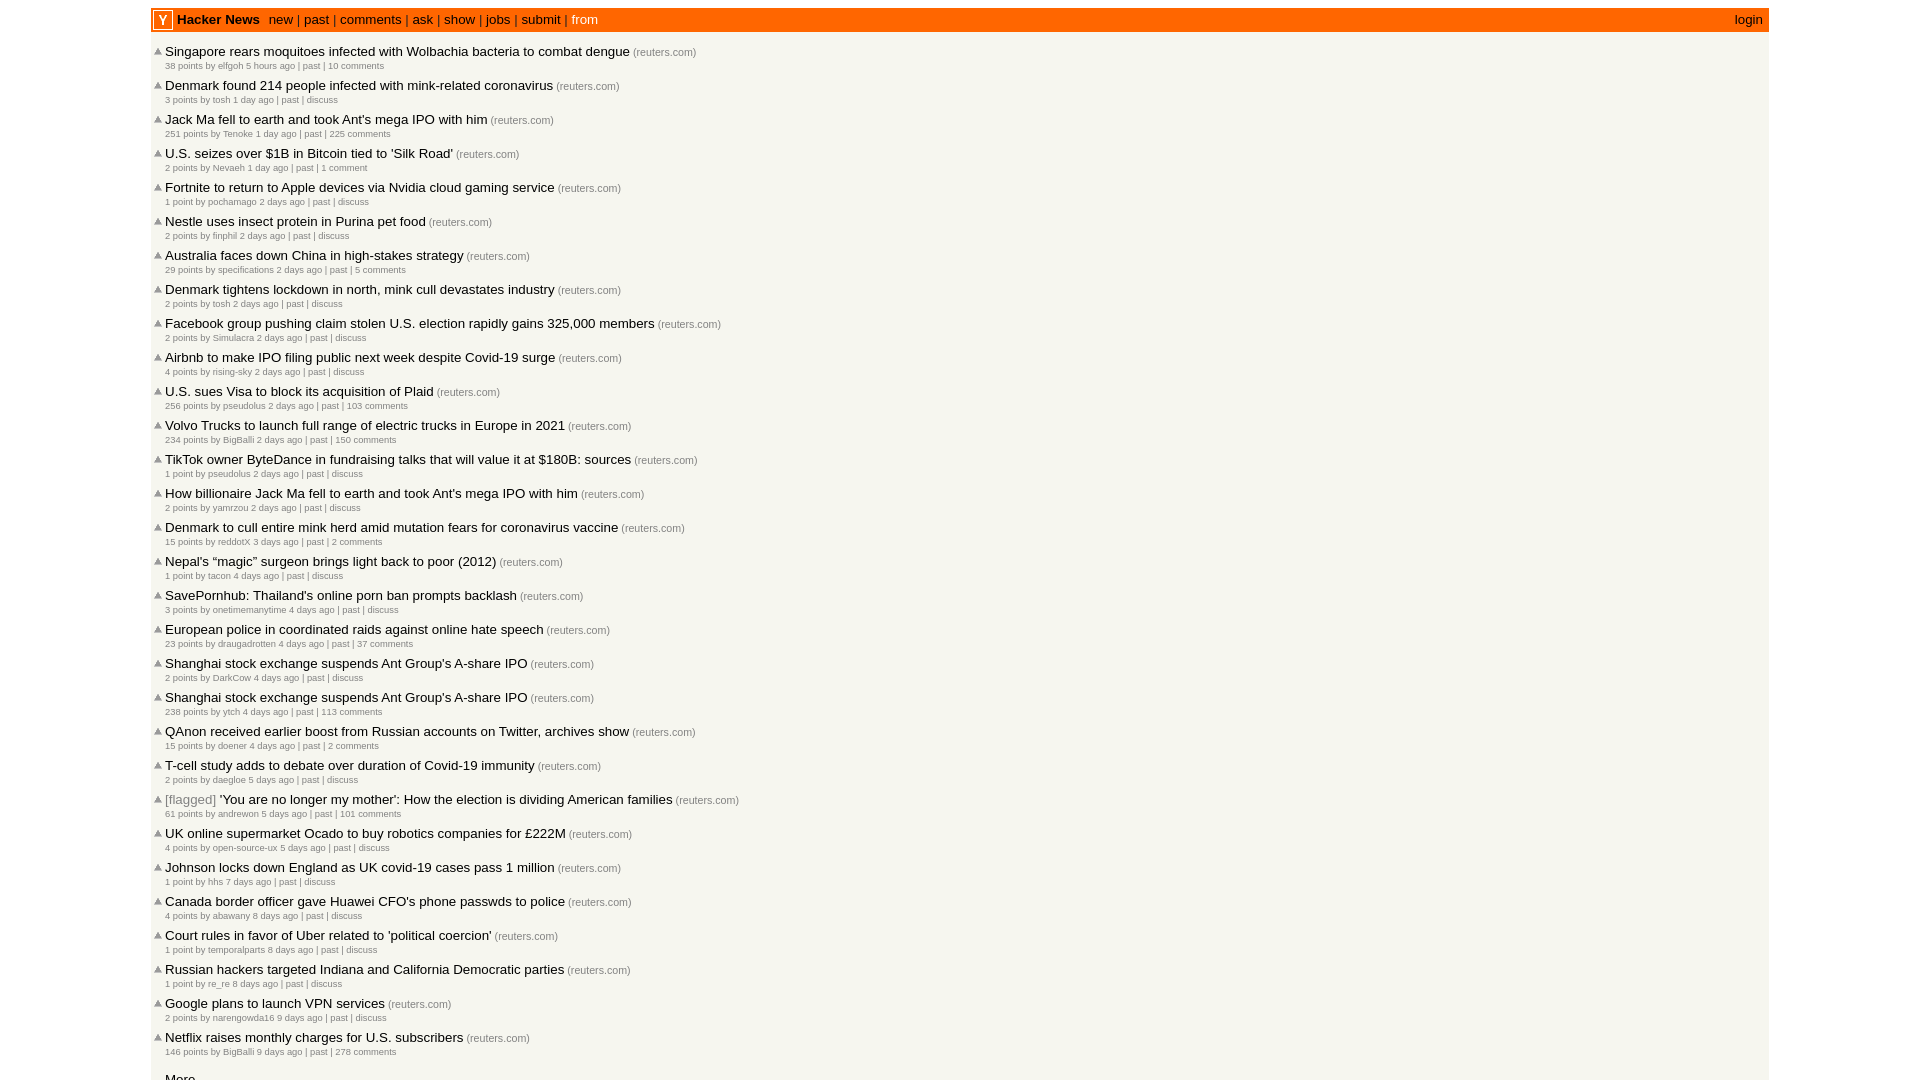 Y Hacker News new | past | comments | ask | show | jobs | submit | from login
Singapore rears moquitoes infected with Wolbachia bacteria to combat dengue (reuters.com)
38 points by elfgoh 5 hours ago | past | 10 comments
Denmark found 214 people infected with mink-related coronavirus (reuters.com)
3 points by tosh 1 day ago | past | discuss
Jack Ma fell to earth and took Ant's mega IPO with him (reuters.com)
251 points by Tenoke 1 day ago | past | 225 comments
U.S. seizes over $1B in Bitcoin tied to 'Silk Road' (reuters.com)
2 points by Nevaeh 1 day ago | past | 1 comment
Fortnite to return to Apple devices via Nvidia cloud gaming service (reuters.com)
1 point by pochamago 2 days ago | past | discuss
Nestle uses insect protein in Purina pet food (reuters.com)
2 points by finphil 2 days ago | past | discuss
Australia faces down China in high-stakes strategy (reuters.com)
29 points by specifications 2 days ago | past | 5 comments
Denmark tightens lockdown in north, mink cull devastates industry (reuters.com)
2 points by tosh 2 days ago | past | discuss
Facebook group pushing claim stolen U.S. election rapidly gains 325,000 members (reuters.com)
2 points by Simulacra 2 days ago | past | discuss
Airbnb to make IPO filing public next week despite Covid-19 surge (reuters.com)
4 points by rising-sky 2 days ago | past | discuss
U.S. sues Visa to block its acquisition of Plaid (reuters.com)
256 points by pseudolus 2 days ago | past | 103 comments
Volvo Trucks to launch full range of electric trucks in Europe in 2021 (reuters.com)
234 points by BigBalli 2 days ago | past | 150 comments
TikTok owner ByteDance in fundraising talks that will value it at $180B: sources (reuters.com)
1 point by pseudolus 2 days ago | past | discuss
How billionaire Jack Ma fell to earth and took Ant's mega IPO with him (reuters.com)
2 points by yamrzou 2 days ago | past | discuss
Denmark to cull entire mink herd amid mutation fears for coronavirus vaccine (reuters.com)
15 points by reddotX 3 days ago | past | 2 comments
Nepal's “magic” surgeon brings light back to poor (2012) (reuters.com)
1 point by tacon 4 days ago | past | discuss
SavePornhub: Thailand's online porn ban prompts backlash (reuters.com)
3 points by onetimemanytime 4 days ago | past | discuss
European police in coordinated raids against online hate speech (reuters.com)
23 points by draugadrotten 4 days ago | past | 37 comments
Shanghai stock exchange suspends Ant Group's A-share IPO (reuters.com)
2 points by DarkCow 4 days ago | past | discuss
Shanghai stock exchange suspends Ant Group's A-share IPO (reuters.com)
238 points by ytch 4 days ago | past | 113 comments
QAnon received earlier boost from Russian accounts on Twitter, archives show (reuters.com)
15 points by doener 4 days ago | past | 2 comments
T-cell study adds to debate over duration of Covid-19 immunity (reuters.com)
2 points by daegloe 5 days ago | past | discuss
[flagged] 'You are no longer my mother': How the election is dividing American families (reuters.com)
61 points by andrewon 5 days ago | past | 101 comments
UK online supermarket Ocado to buy robotics companies for £222M (reuters.com)
4 points by open-source-ux 5 days ago | past | discuss
Johnson locks down England as UK covid-19 cases pass 1 million (reuters.com)
1 point by hhs 7 days ago | past | discuss
Canada border officer gave Huawei CFO's phone passwds to police (reuters.com)
4 points by abawany 8 days ago | past | discuss
Court rules in favor of Uber related to 'political coercion' (reuters.com)
1 point by temporalparts 8 days ago | past | discuss
Russian hackers targeted Indiana and California Democratic parties (reuters.com)
1 point by re_re 8 days ago | past | discuss
Google plans to launch VPN services (reuters.com)
2 points by narengowda16 9 days ago | past | discuss
Netflix raises monthly charges for U.S. subscribers (reuters.com)
146 points by BigBalli 9 days ago | past | 278 comments
More